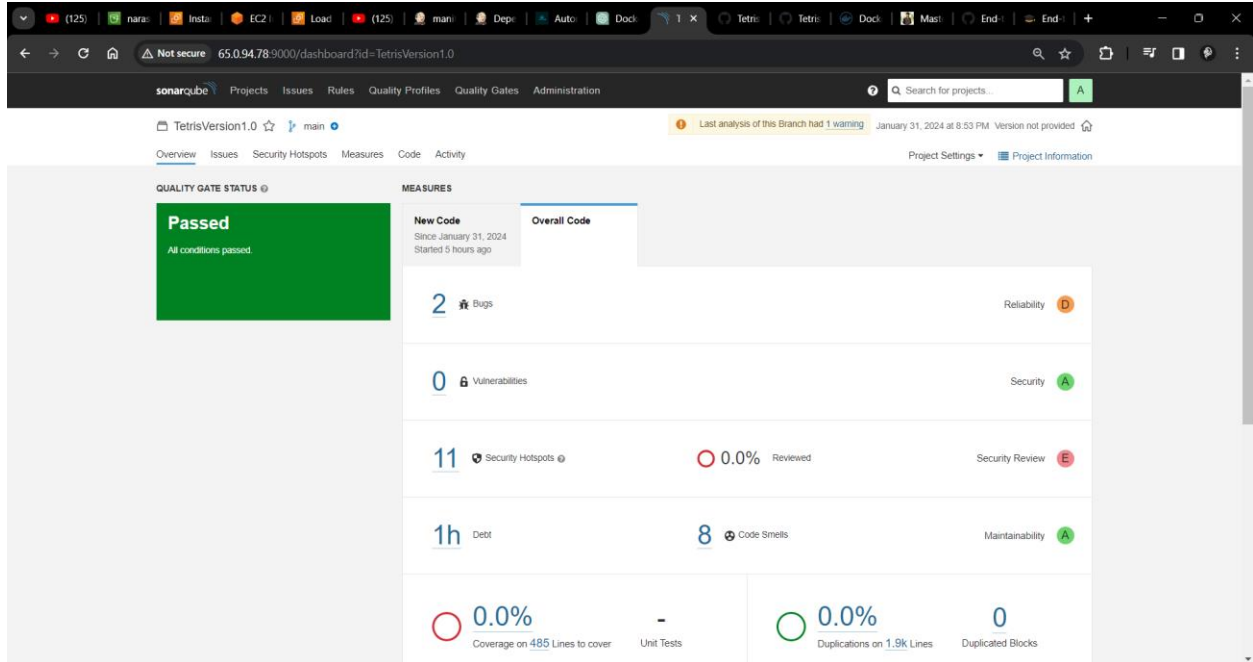 (125) naras Insta EC2 I Load (125) mani Depe Auto Dock 1 Tetris Tetris Dock Mast End-t End-t
Not secure 65.0.94.78:9000/dashboard?id=TetrisVersion1.0
sonarqube Projects Issues Rules Quality Profiles Quality Gates Administration Search for projects... A
TetrisVersion1.0 main Last analysis of this Branch had 1 warning January 31, 2024 at 8:53 PM Version not provided
Overview Issues Security Hotspots Measures Code Activity Project Settings Project Information
QUALITY GATE STATUS MEASURES
Passed
All conditions passed.
New Code
Since January 31, 2024
Started 5 hours ago
Overall Code
2 Bugs Reliability D
0 Vulnerabilities Security A
11 Security Hotspots 0.0% Reviewed Security Review E
1h Debt 8 Code Smells Maintainability A
0.0% - 0.0% 0
Coverage on 485 Lines to cover Unit Tests Duplications on 1.9k Lines Duplicated Blocks